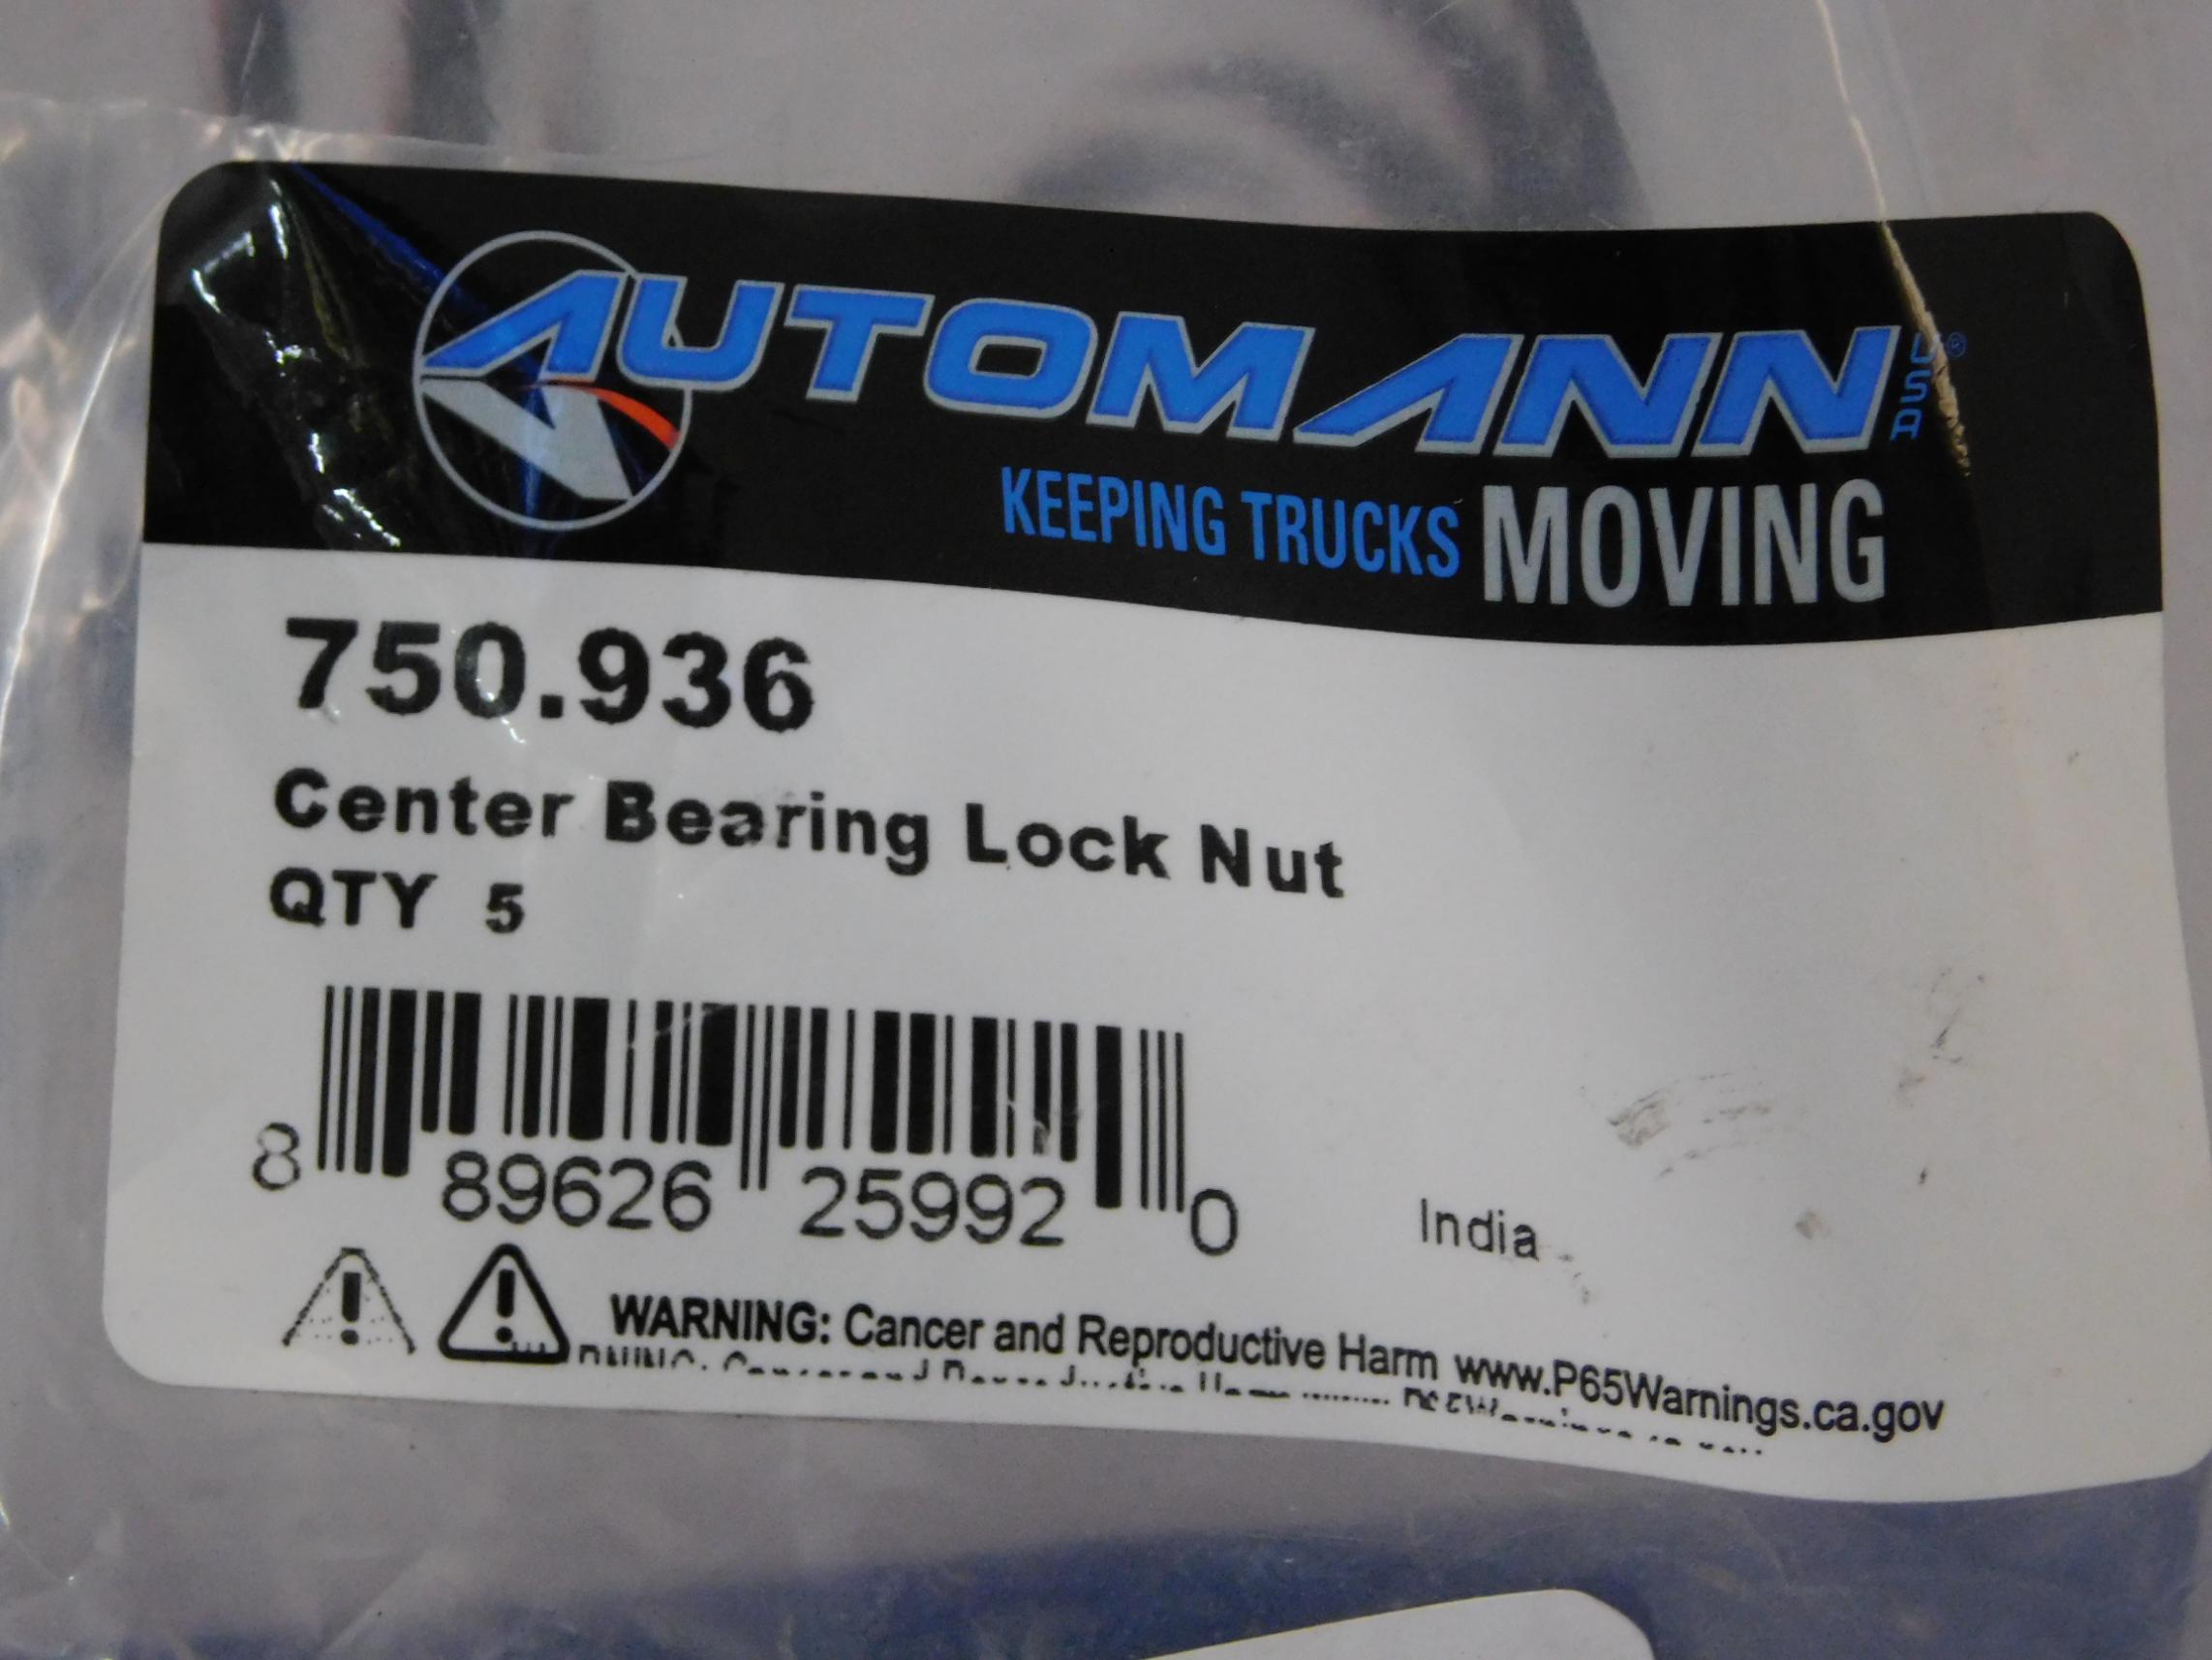 AUTOMANN USA®
KEEPING TRUCKS MOVING
750.936
Center Bearing Lock Nut
QTY 5
8 89626 25992 0
India
WARNING: Cancer and Reproductive Harm www.P65Warnings.ca.gov